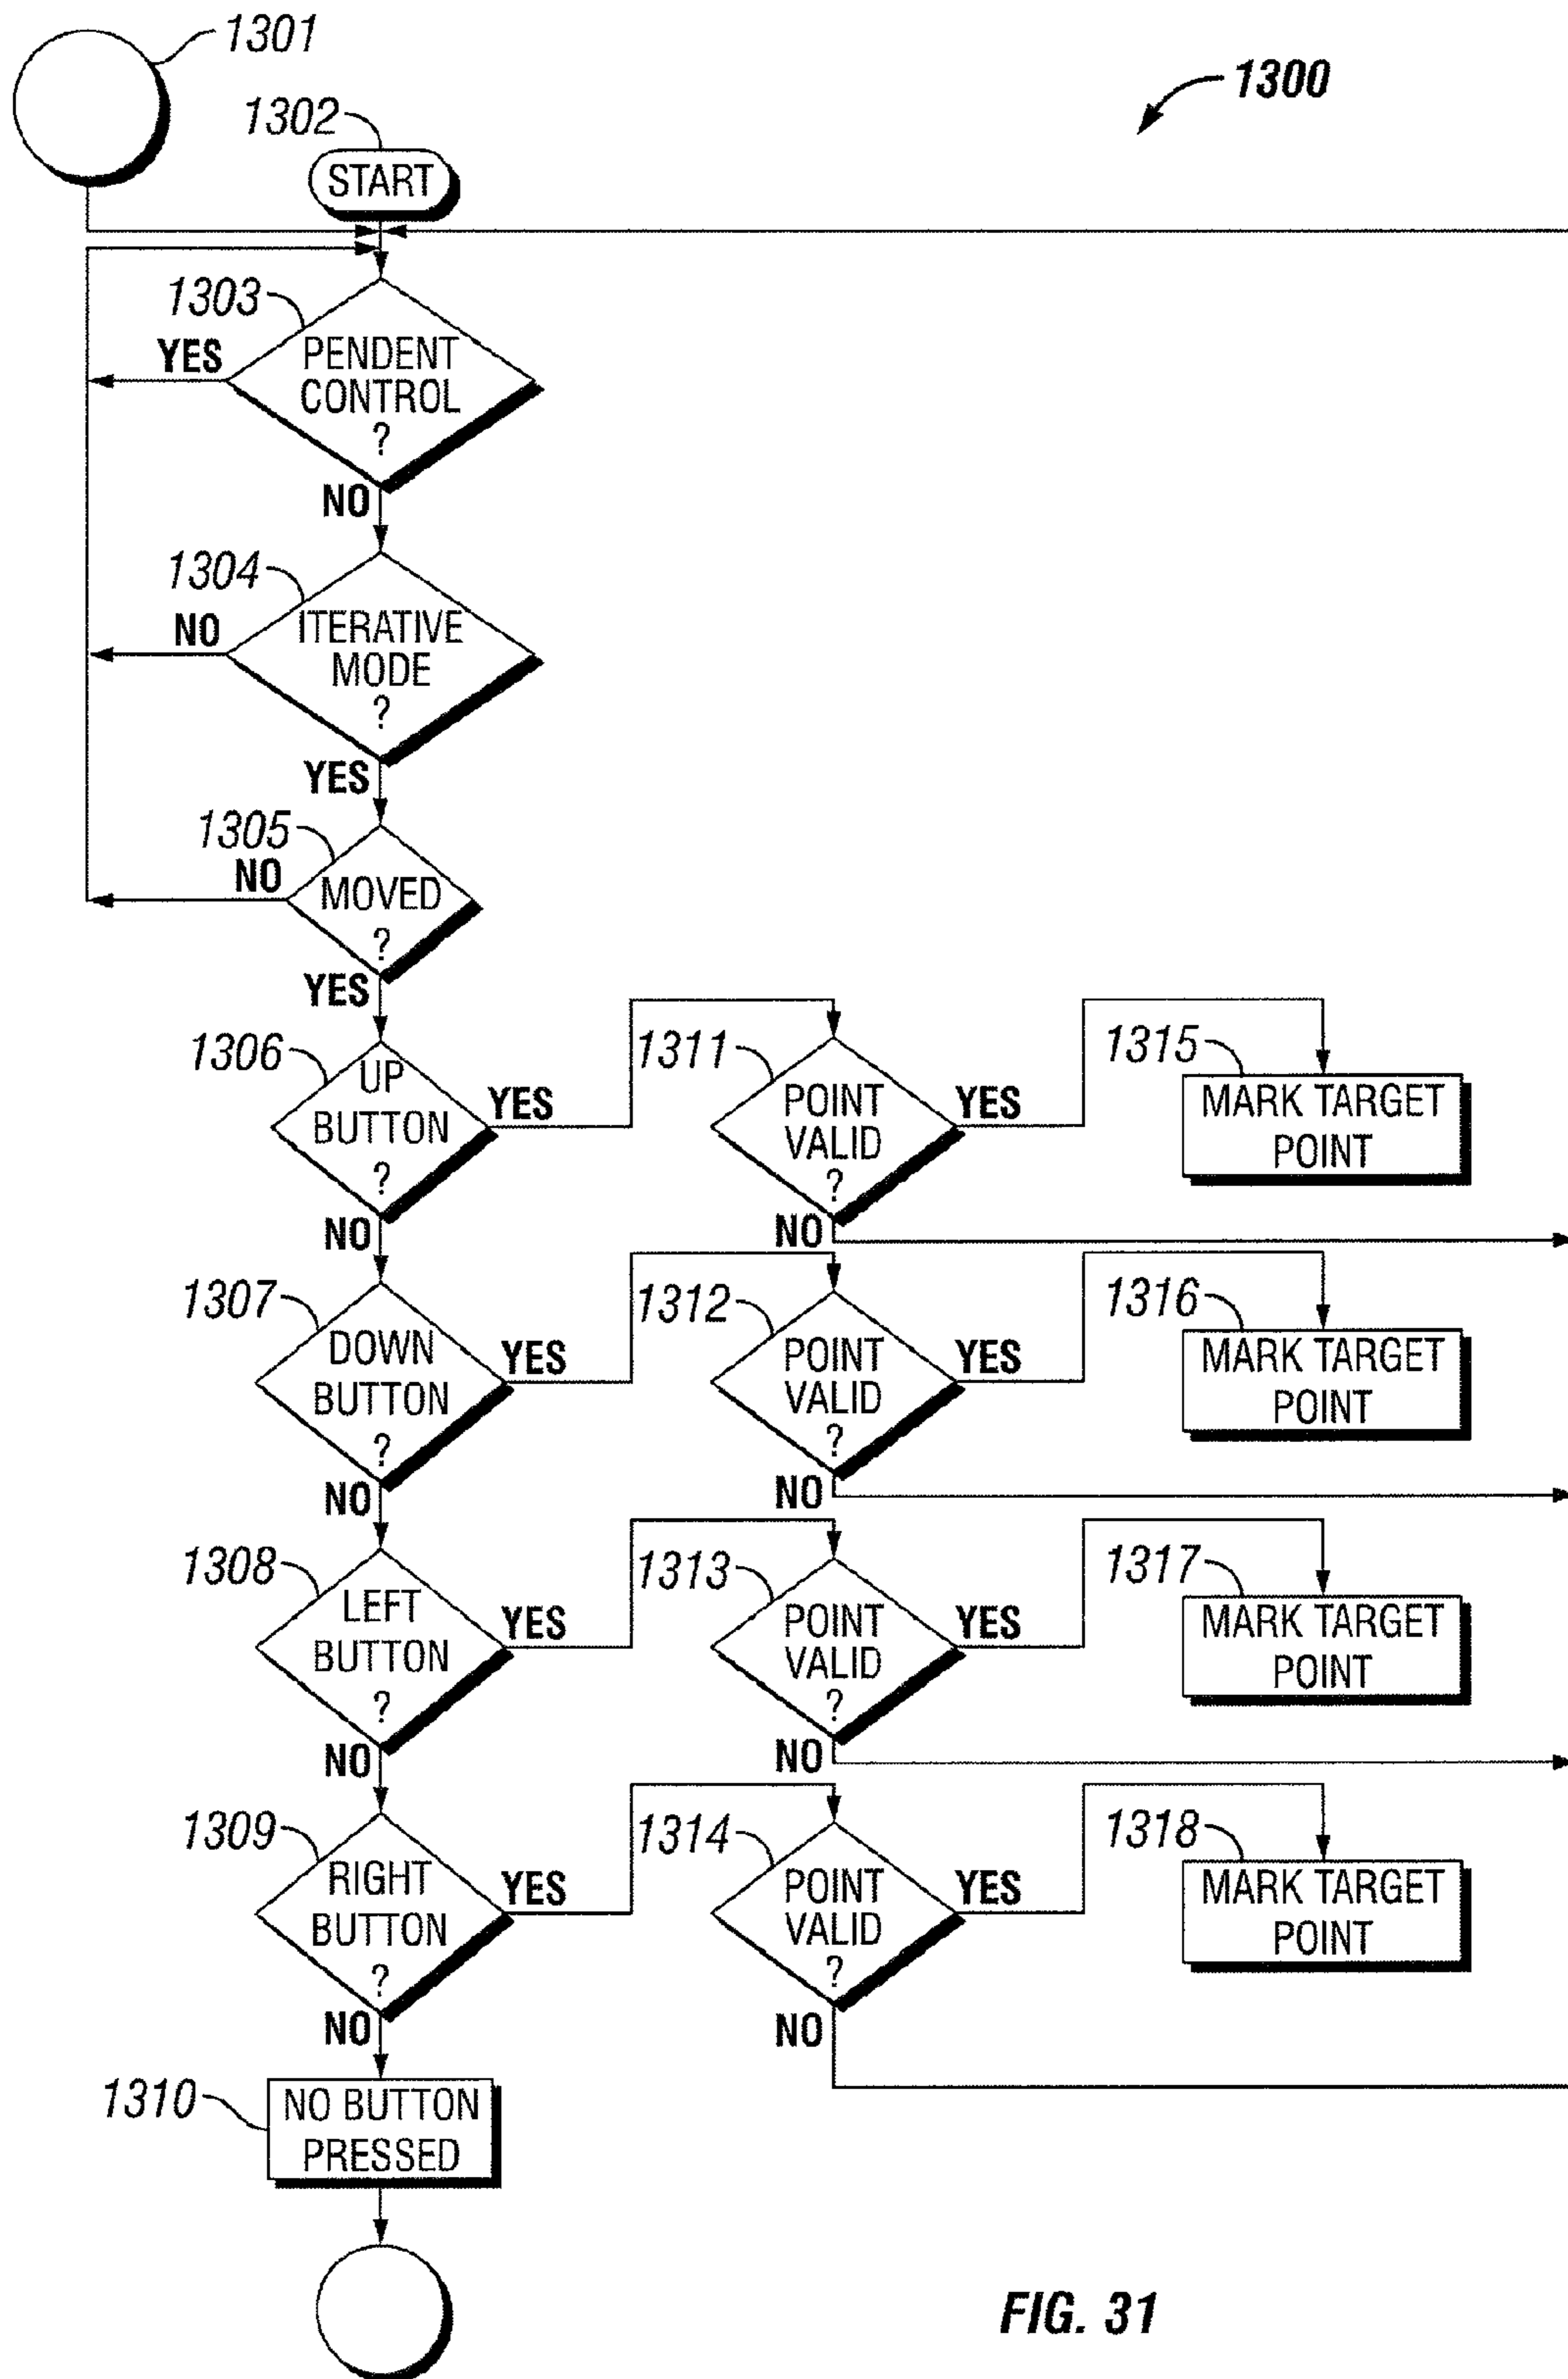 1301
1300
1302
START
1303
YES
PENDENT
CONTROL
?
NO
1304
NO
ITERATIVE
MODE
?
YES
1305
NO
MOVED
?
YES
1306
UP
BUTTON
?
YES
NO
1311
POINT
VALID
?
YES
NO
1315
MARK TARGET
POINT
1307
DOWN
BUTTON
?
YES
NO
1312
POINT
VALID
?
YES
NO
1316
MARK TARGET
POINT
1308
LEFT
BUTTON
?
YES
NO
1313
POINT
VALID
?
YES
NO
1317
MARK TARGET
POINT
1309
RIGHT
BUTTON
?
YES
NO
1314
POINT
VALID
?
YES
NO
1318
MARK TARGET
POINT
1310
NO BUTTON
PRESSED
FIG. 31